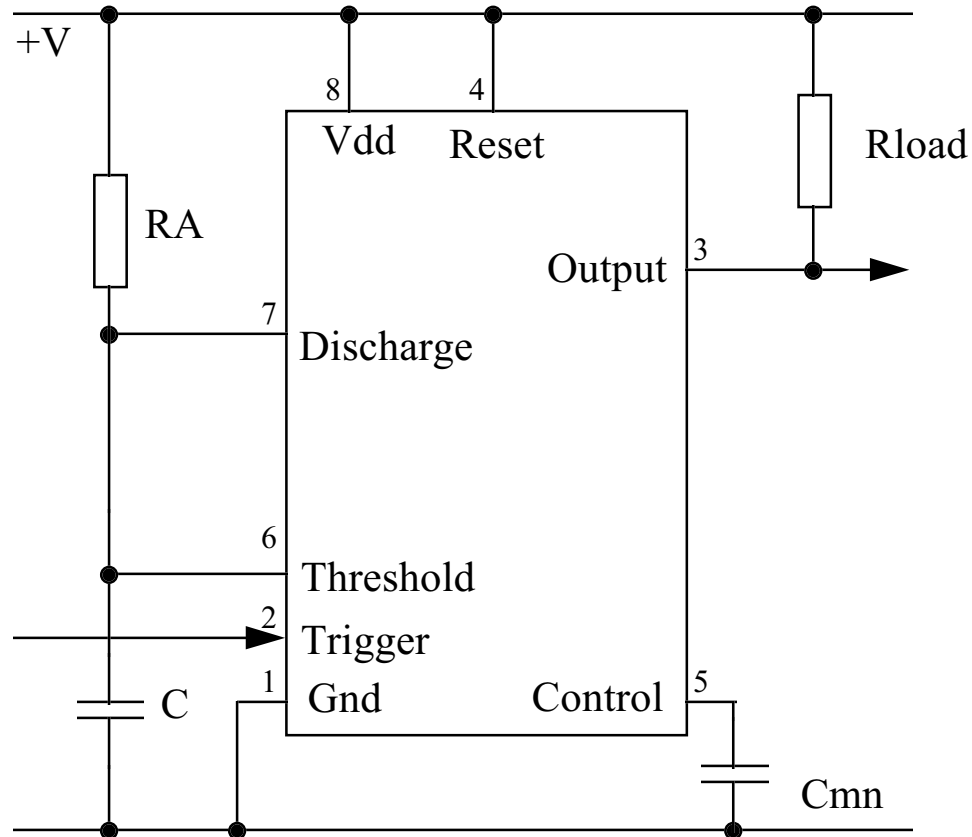 +V
8
4
Vdd
Reset
Rload
RA
3
Output
7
Discharge
6
Threshold
2
Trigger
1
Gnd
5
Control
C
Cmn